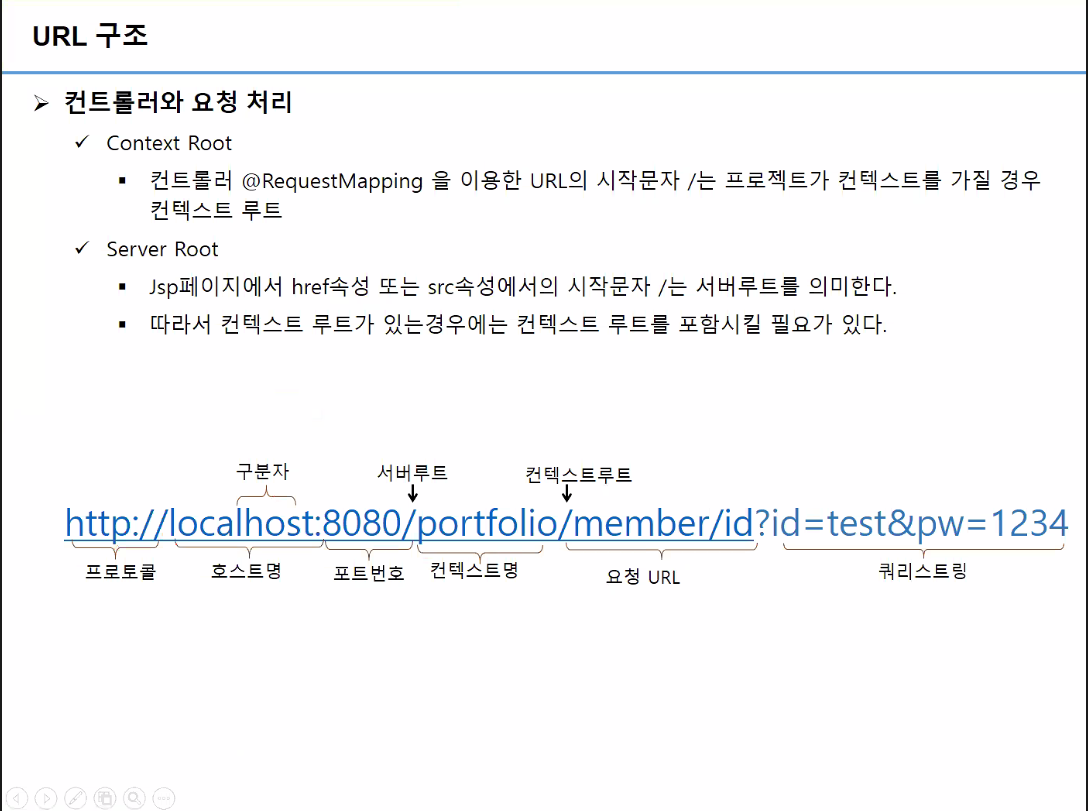 URL 구조
➢ 컨트롤러와 요청 처리
✓ Context Root
▪ 컨트롤러 @RequestMapping 을 이용한 URL의 시작문자 /는 프로젝트가 컨텍스트를 가질 경우
컨텍스트 루트
✓ Server Root
▪ Jsp페이지에서 href속성 또는 src속성에서의 시작문자 /는 서버루트를 의미한다.
▪ 따라서 컨텍스트 루트가 있는경우에는 컨텍스트 루트를 포함시킬 필요가 있다.
구분자 서버루트 컨텍스트루트
http://localhost:8080/portfolio/member/id?id=test&pw=1234
프로토콜 호스트명 포트번호 컨텍스트명 요청 URL 쿼리스트링